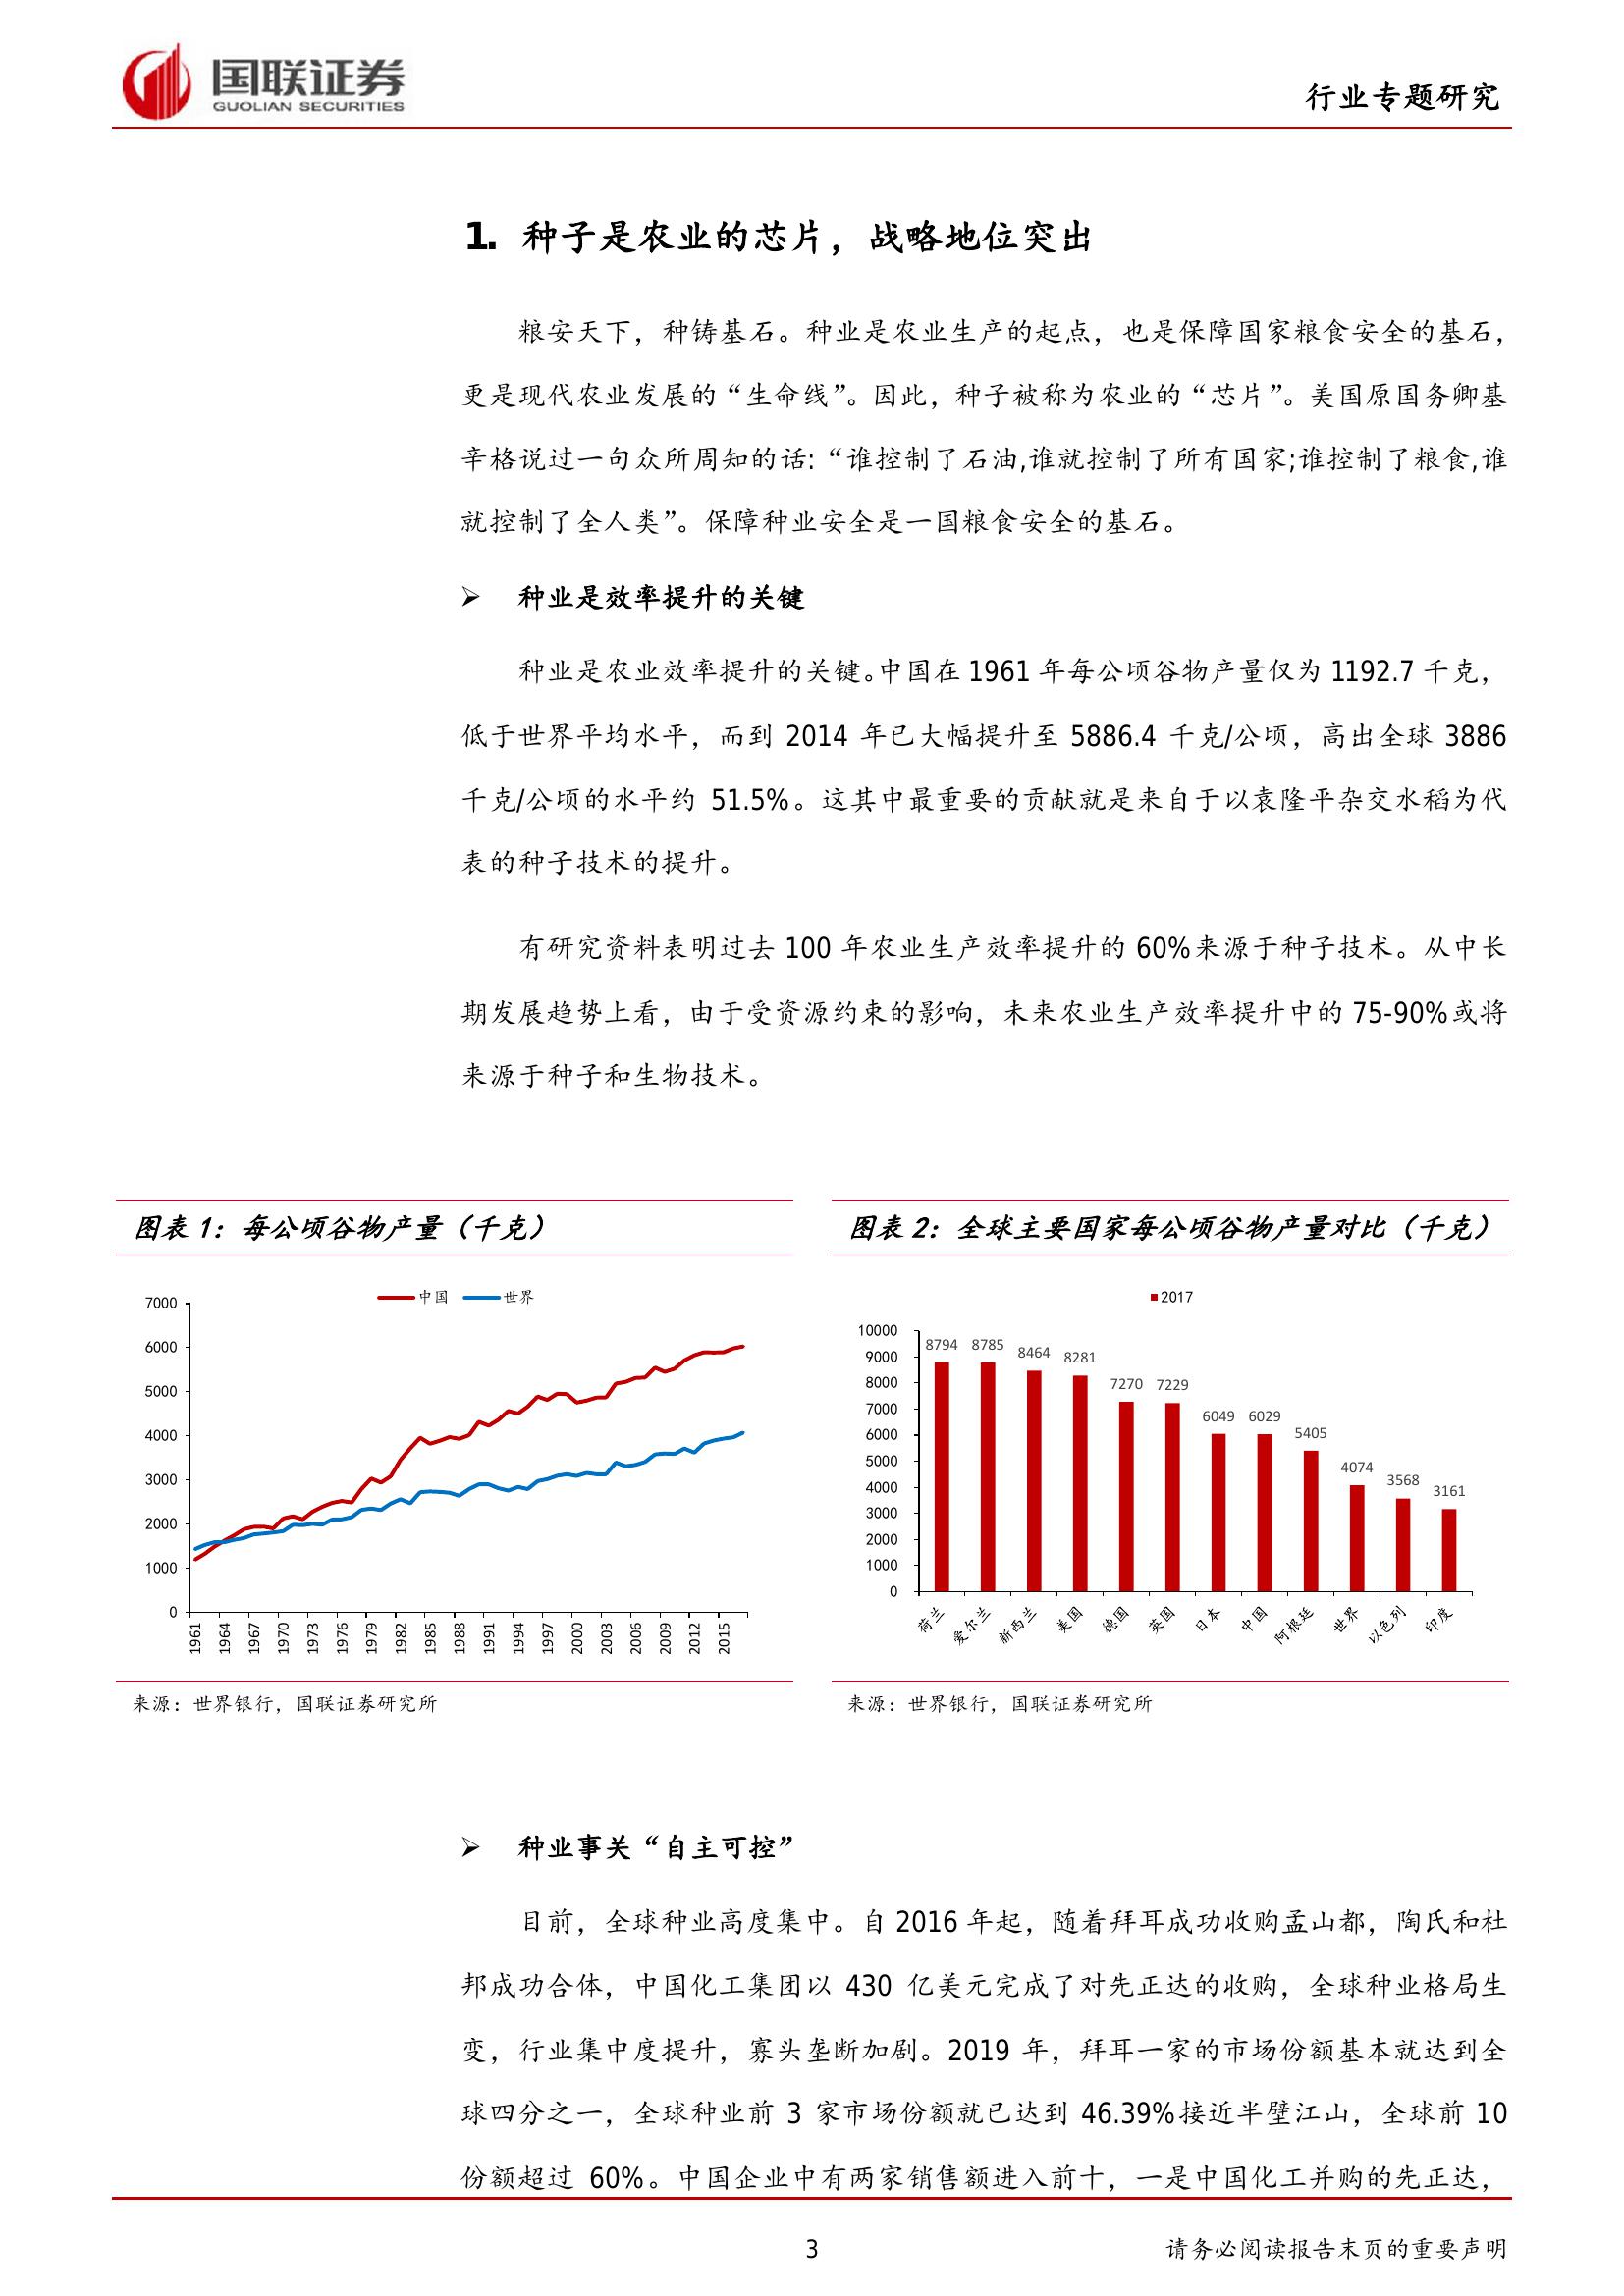 国联证券
GUOLIAN SECURITIES
行业专题研究
1. 种子是农业的芯片，战略地位突出
粮安天下，种铸基石。种业是农业生产的起点，也是保障国家粮食安全的基石，
更是现代农业发展的“生命线”。因此，种子被称为农业的“芯片”。美国原国务卿基
辛格说过一句众所周知的话：“谁控制了石油,谁就控制了所有国家;谁控制了粮食,谁
就控制了全人类”。保障种业安全是一国粮食安全的基石。
➢ 种业是效率提升的关键
种业是农业效率提升的关键。中国在 1961 年每公顷谷物产量仅为 1192.7 千克，
低于世界平均水平，而到 2014 年已大幅提升至 5886.4 千克/公顷，高出全球 3886
千克/公顷的水平约 51.5%。这其中最重要的贡献就是来自于以袁隆平杂交水稻为代
表的种子技术的提升。
有研究资料表明过去 100 年农业生产效率提升的 60%来源于种子技术。从中长
期发展趋势上看，由于受资源约束的影响，未来农业生产效率提升中的 75-90%或将
来源于种子和生物技术。
图表 1：每公顷谷物产量（千克）
中国 世界
7000
6000
5000
4000
3000
2000
1000
0
1961 1964 1967 1970 1973 1976 1979 1982 1985 1988 1991 1994 1997 2000 2003 2006 2009 2012 2015
来源：世界银行，国联证券研究所
图表 2：全球主要国家每公顷谷物产量对比（千克）
2017
10000
9000
8000
7000
6000
5000
4000
3000
2000
1000
0
8794 8785 8464 8281 7270 7229 6049 6029 5405 4074 3568 3161
荷兰 爱尔兰 新西兰 美国 德国 英国 日本 中国 阿根廷 世界 以色列 印度
来源：世界银行，国联证券研究所
➢ 种业事关“自主可控”
目前，全球种业高度集中。自 2016 年起，随着拜耳成功收购孟山都，陶氏和杜
邦成功合体，中国化工集团以 430 亿美元完成了对先正达的收购，全球种业格局生
变，行业集中度提升，寡头垄断加剧。2019 年，拜耳一家的市场份额基本就达到全
球四分之一，全球种业前 3 家市场份额就已达到 46.39%接近半壁江山，全球前 10
份额超过 60%。中国企业中有两家销售额进入前十，一是中国化工并购的先正达，
3
请务必阅读报告末页的重要声明